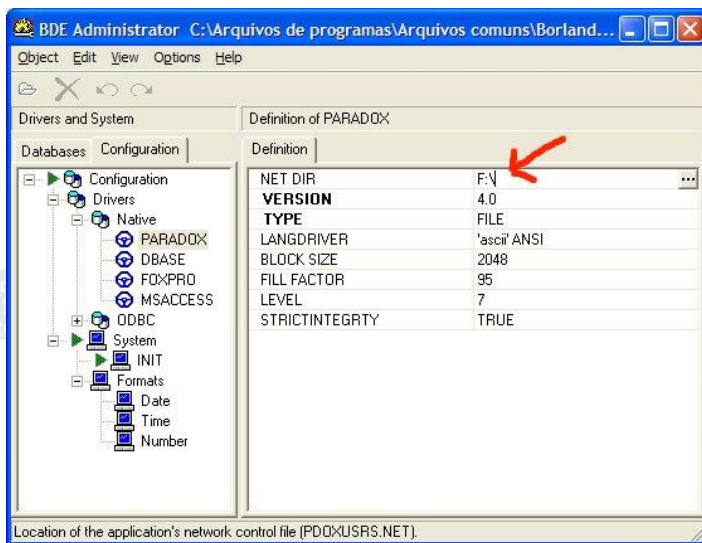 BDE Administrator C:\Arquivos de programas\Arquivos comuns\Borland...
Object Edit View Options Help
Drivers and System
Definition of PARADOX
Databases Configuration
Definition
Configuration
Drivers
Native
PARADOX
DBASE
FOXPRO
MSACCESS
ODBC
System
INIT
Formats
Date
Time
Number
NET DIR F:\
VERSION 4.0
TYPE FILE
LANGDRIVER 'ascii' ANSI
BLOCK SIZE 2048
FILL FACTOR 95
LEVEL 7
STRICTINTEGRTY TRUE
Location of the application's network control file (PDOXUSRS.NET).